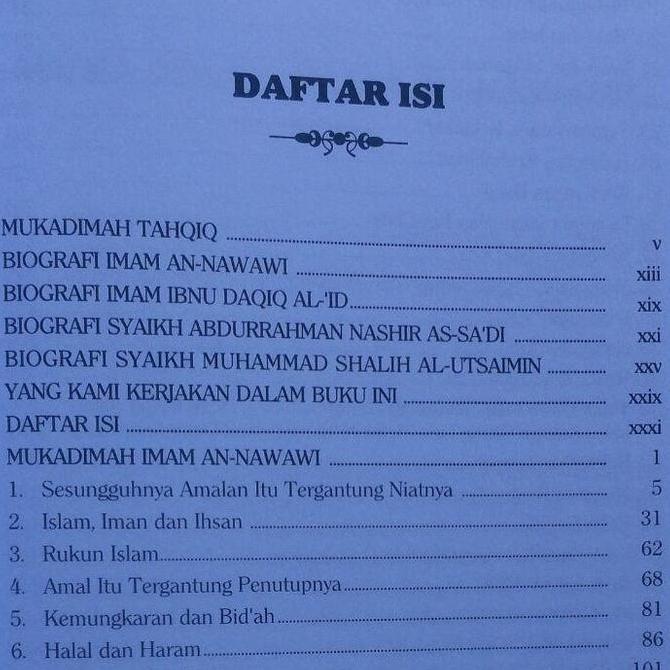 DAFTAR ISI
MUKADIMAH TAHQIQ ........ v
BIOGRAFI IMAM AN-NAWAWI ........ xiii
BIOGRAFI IMAM IBNU DAQIQ AL-'ID ........ xix
BIOGRAFI SYAIKH ABDURRAHMAN NASHIR AS-SA'DI ........ xxi
BIOGRAFI SYAIKH MUHAMMAD SHALIH AL-UTSAIMIN ........ xxv
YANG KAMI KERJAKAN DALAM BUKU INI ........ xxix
DAFTAR ISI ........ xxxi
MUKADIMAH IMAM AN-NAWAWI ........ 1
1. Sesungguhnya Amalan Itu Tergantung Niatnya ........ 5
2. Islam, Iman dan Ihsan ........ 31
3. Rukun Islam ........ 62
4. Amal Itu Tergantung Penutupnya ........ 68
5. Kemungkaran dan Bid'ah ........ 81
6. Halal dan Haram ........ 86